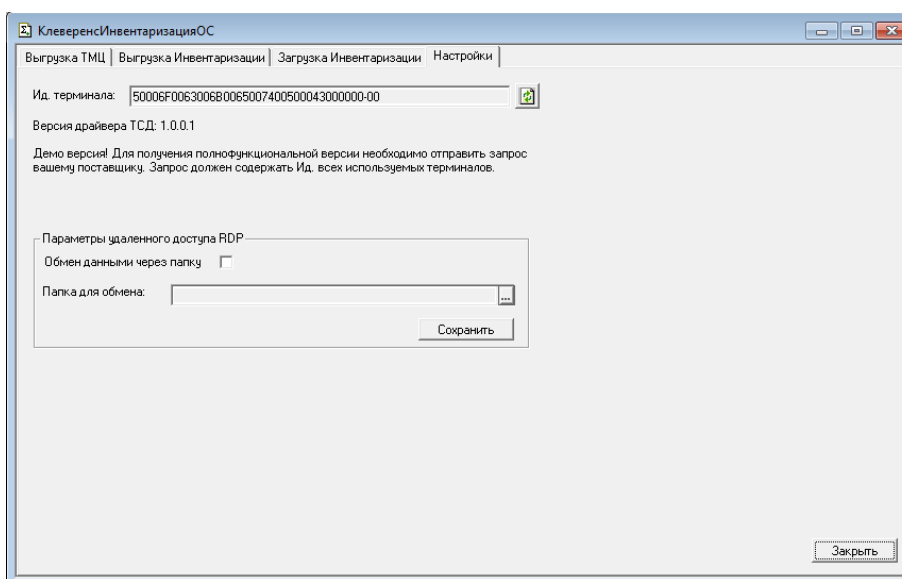 КлеверенсИнвентаризацияОС
Выгрузка ТМЦ Выгрузка Инвентаризации Загрузка Инвентаризации Настройки
Ид. терминала: 50006F0063006B0065007400500043000000-00
Версия драйвера ТСД: 1.0.0.1
Демо версия! Для получения полнофункциональной версии необходимо отправить запрос
вашему поставщику. Запрос должен содержать Ид. всех используемых терминалов.
Параметры удаленного доступа RDP
Обмен данными через папку
Папка для обмена: ...
Сохранить
Закрыть